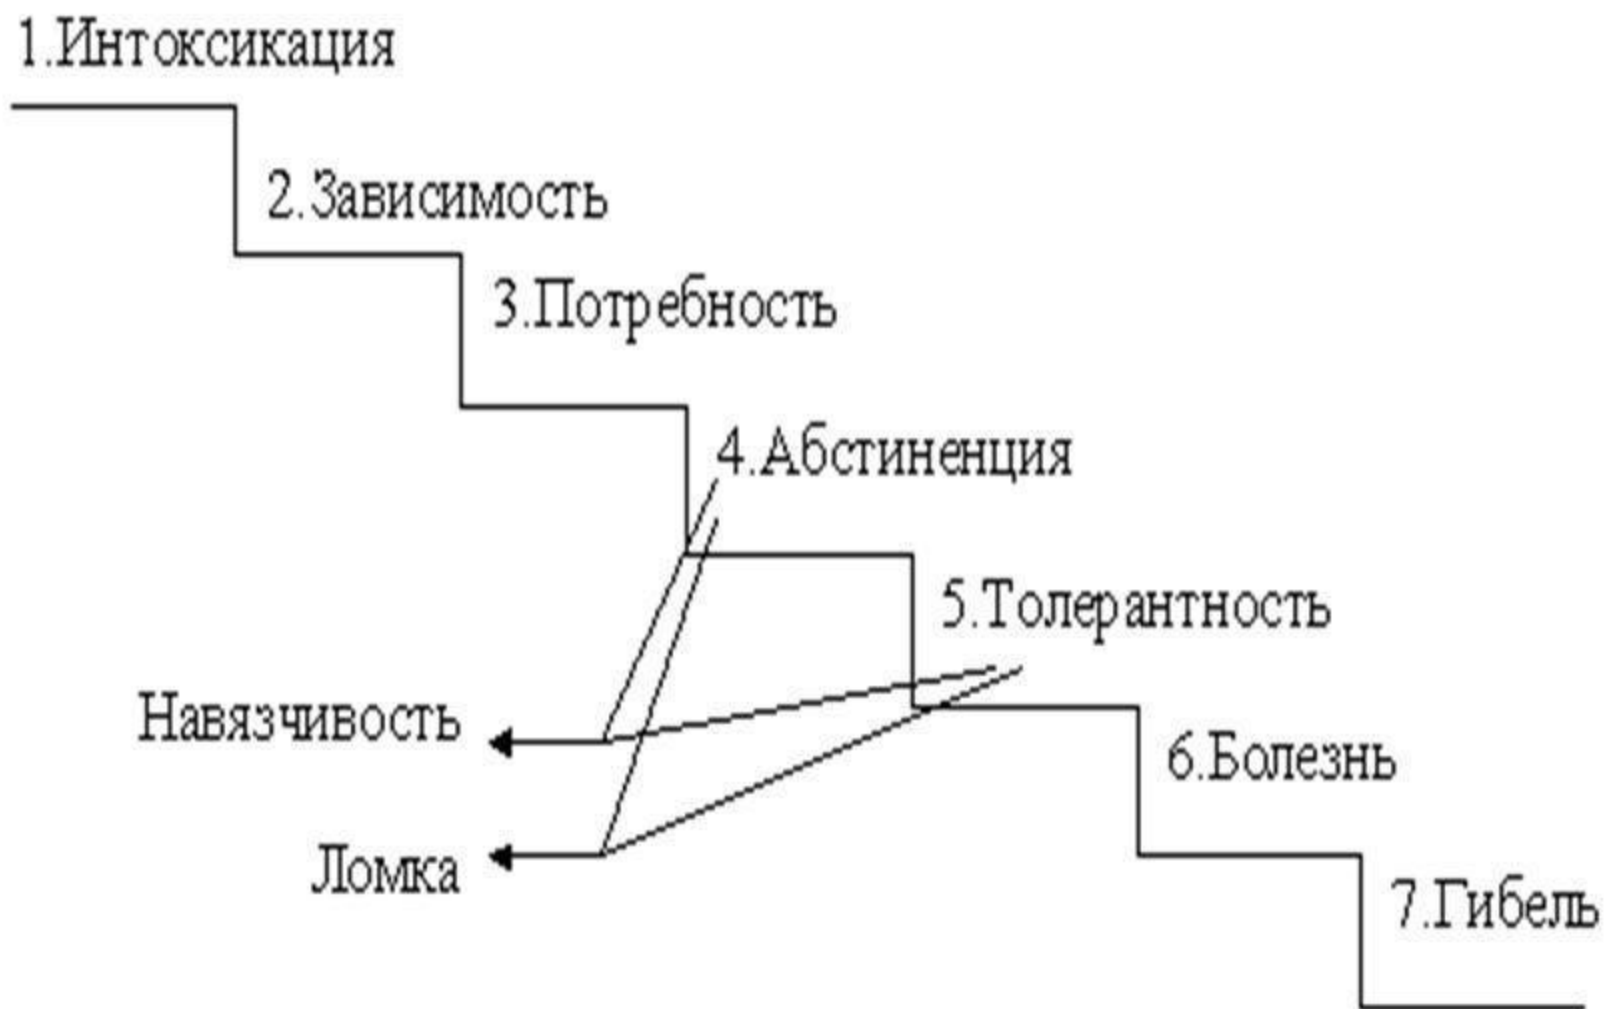 1.Интоксикация
2.Зависимость
3.Потребность
4.Абстиненция
5.Толерантность
Навязчивость
6.Болезнь
Ломка
7.Гибель